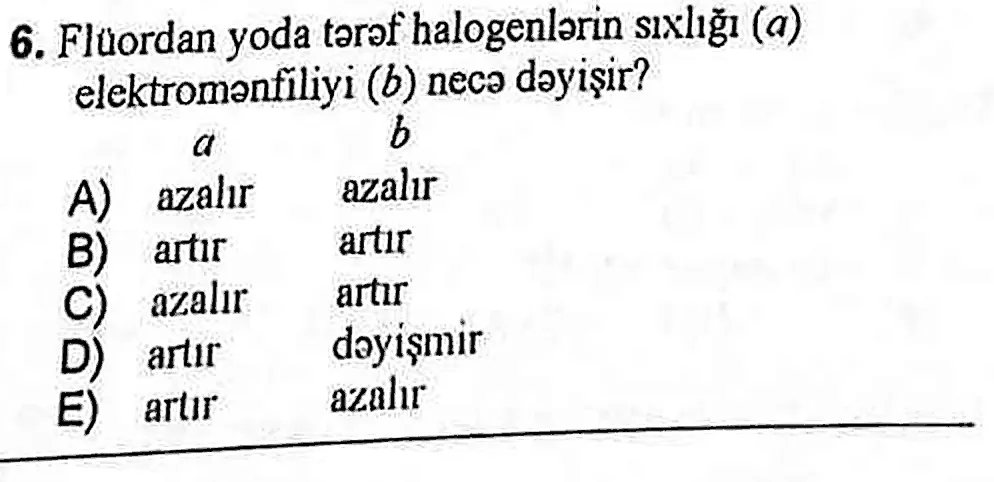 6. Flüordan yoda tərəf halogenlərin sıxlığı (a)
elektromənfiliyi (b) necə dəyişir?
a b
A) azalır azalır
B) artır artır
C) azalır artır
D) artır dəyişmir
E) artır azalır